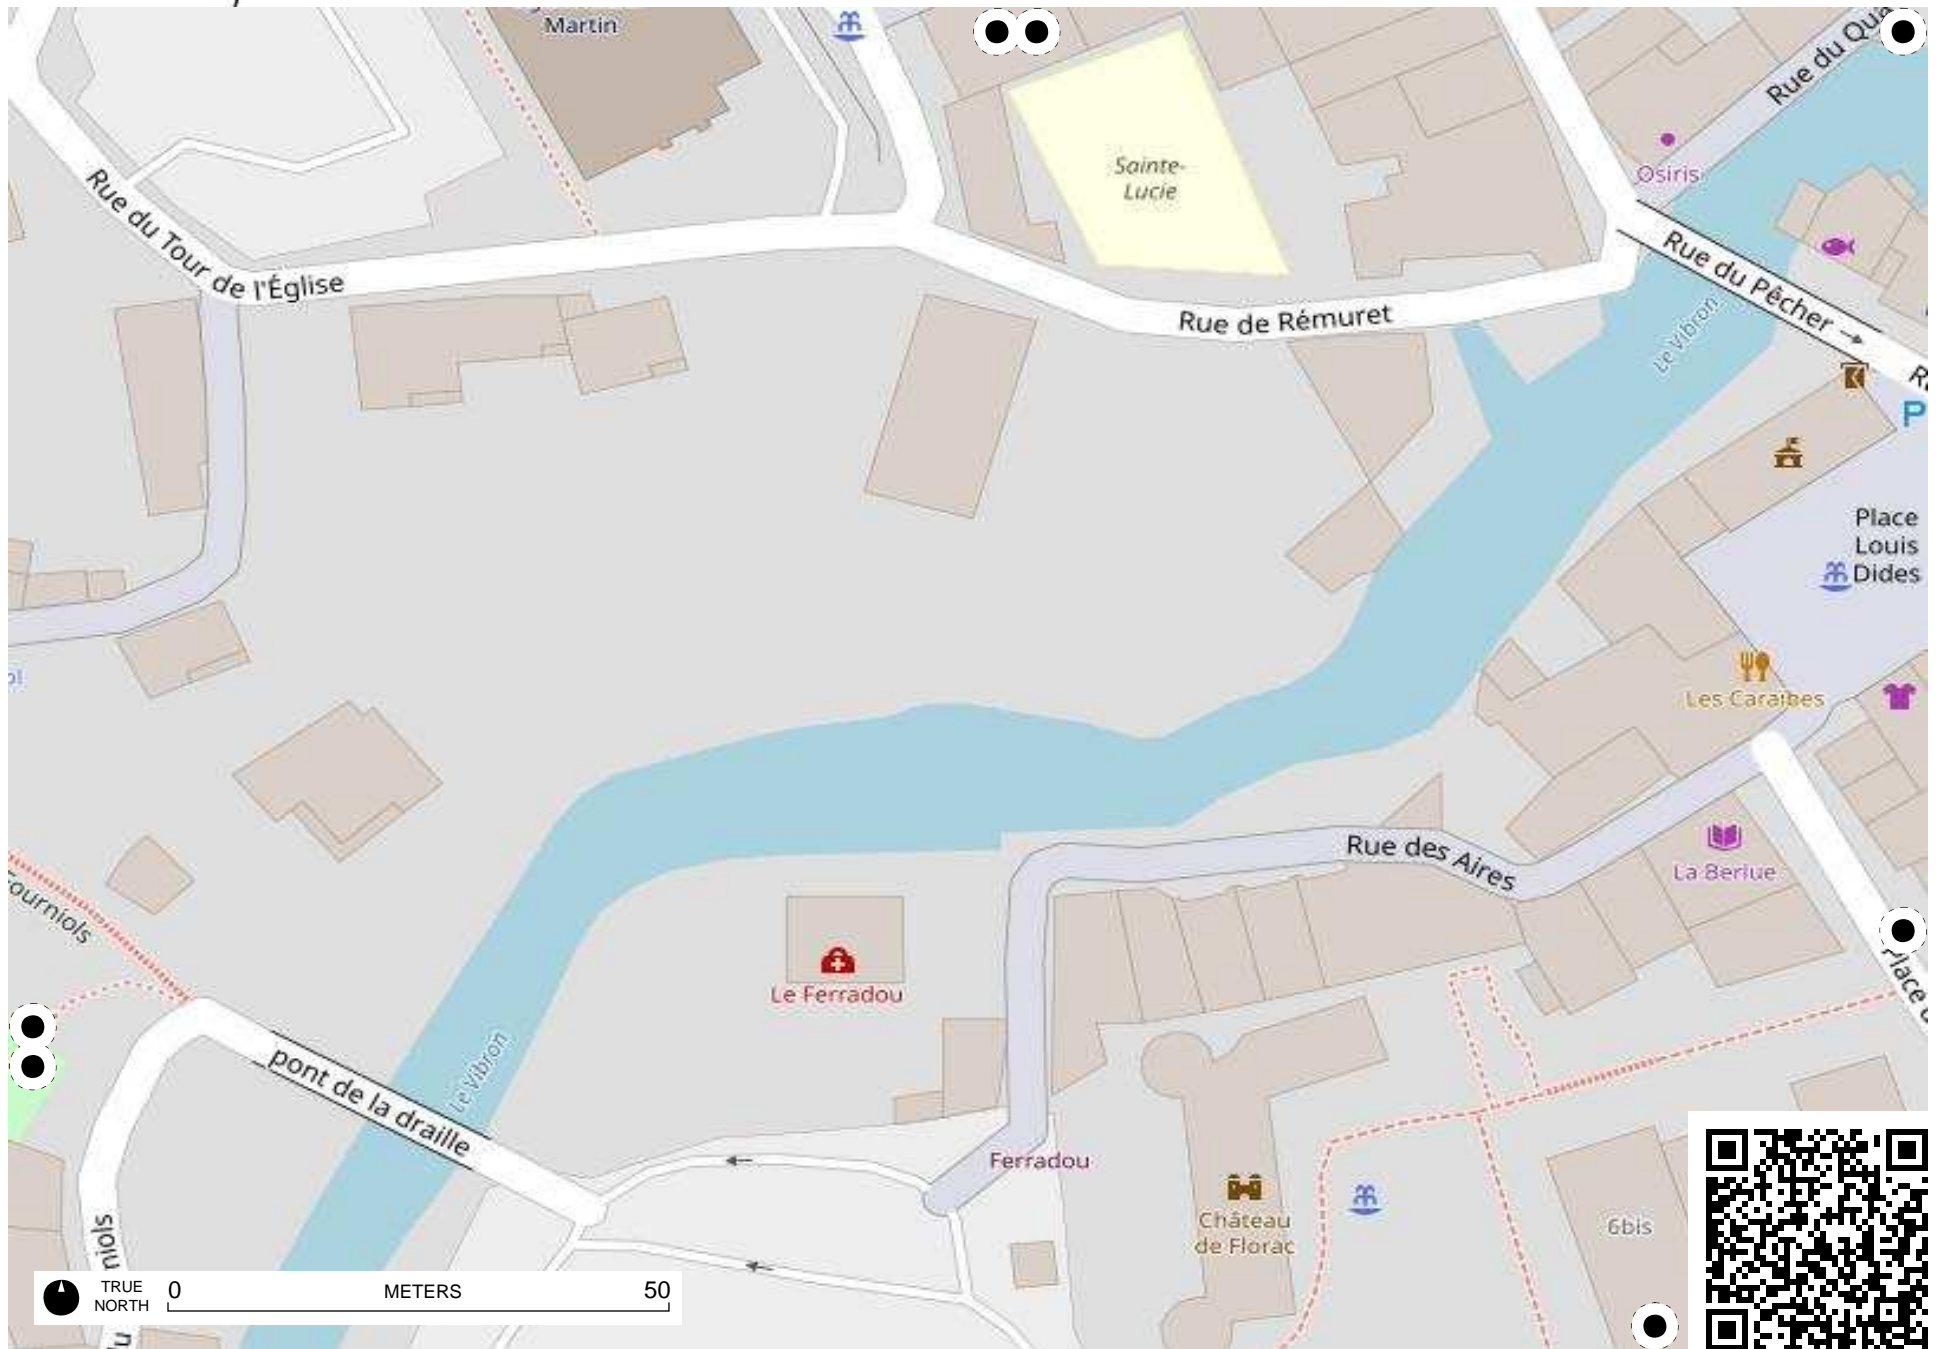 Martin
Rue du Qua
Sainte-
Lucie
Osiris
Rue du Tour de l'Église
Rue du Pêcher
Rue de Rémuret
Le Vibron
P
Place
Louis
Dides
Les Caraïbes
Rue des Aires
La Berlue
ourniols
Le Ferradou
Place d
Le Vibron
pont de la draille
Ferradou
Château
de Florac
6bis
niols
TRUE
NORTH
0 METERS 50